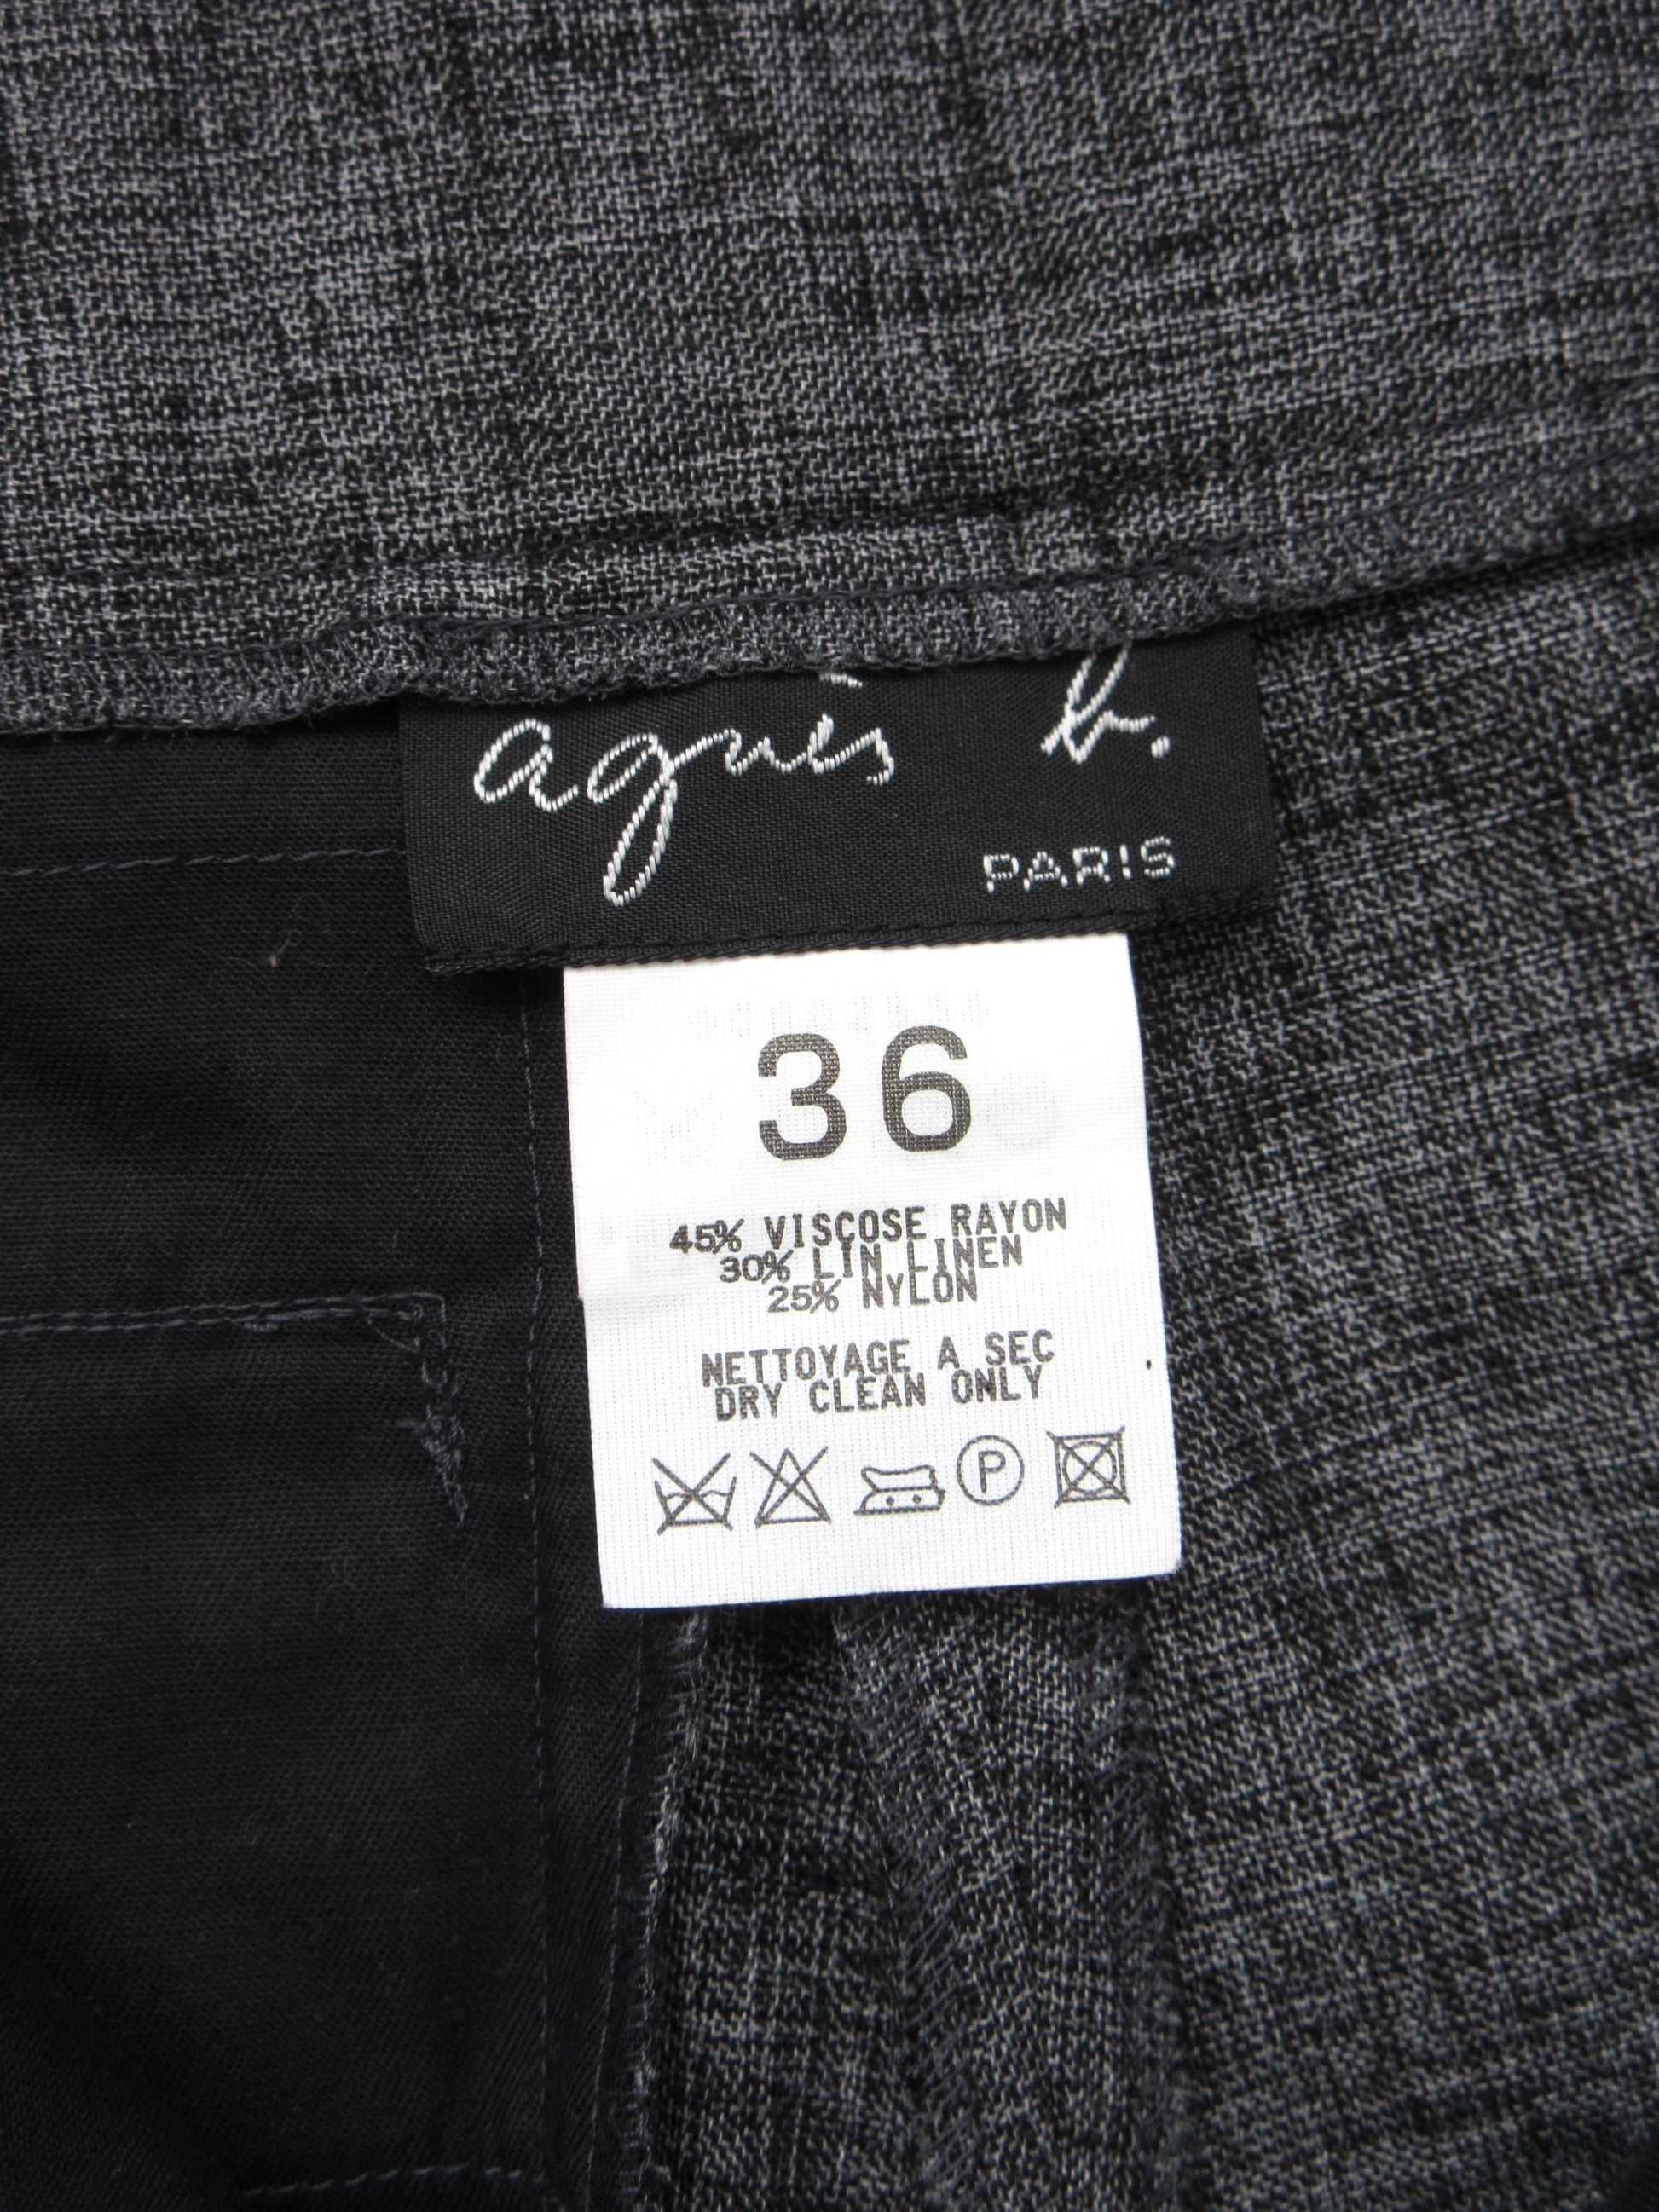 agnès b.
PARIS
36
45% VISCOSE RAYON
30% LIN LINEN
25% NYLON
NETTOYAGE A SEC
DRY CLEAN ONLY
P